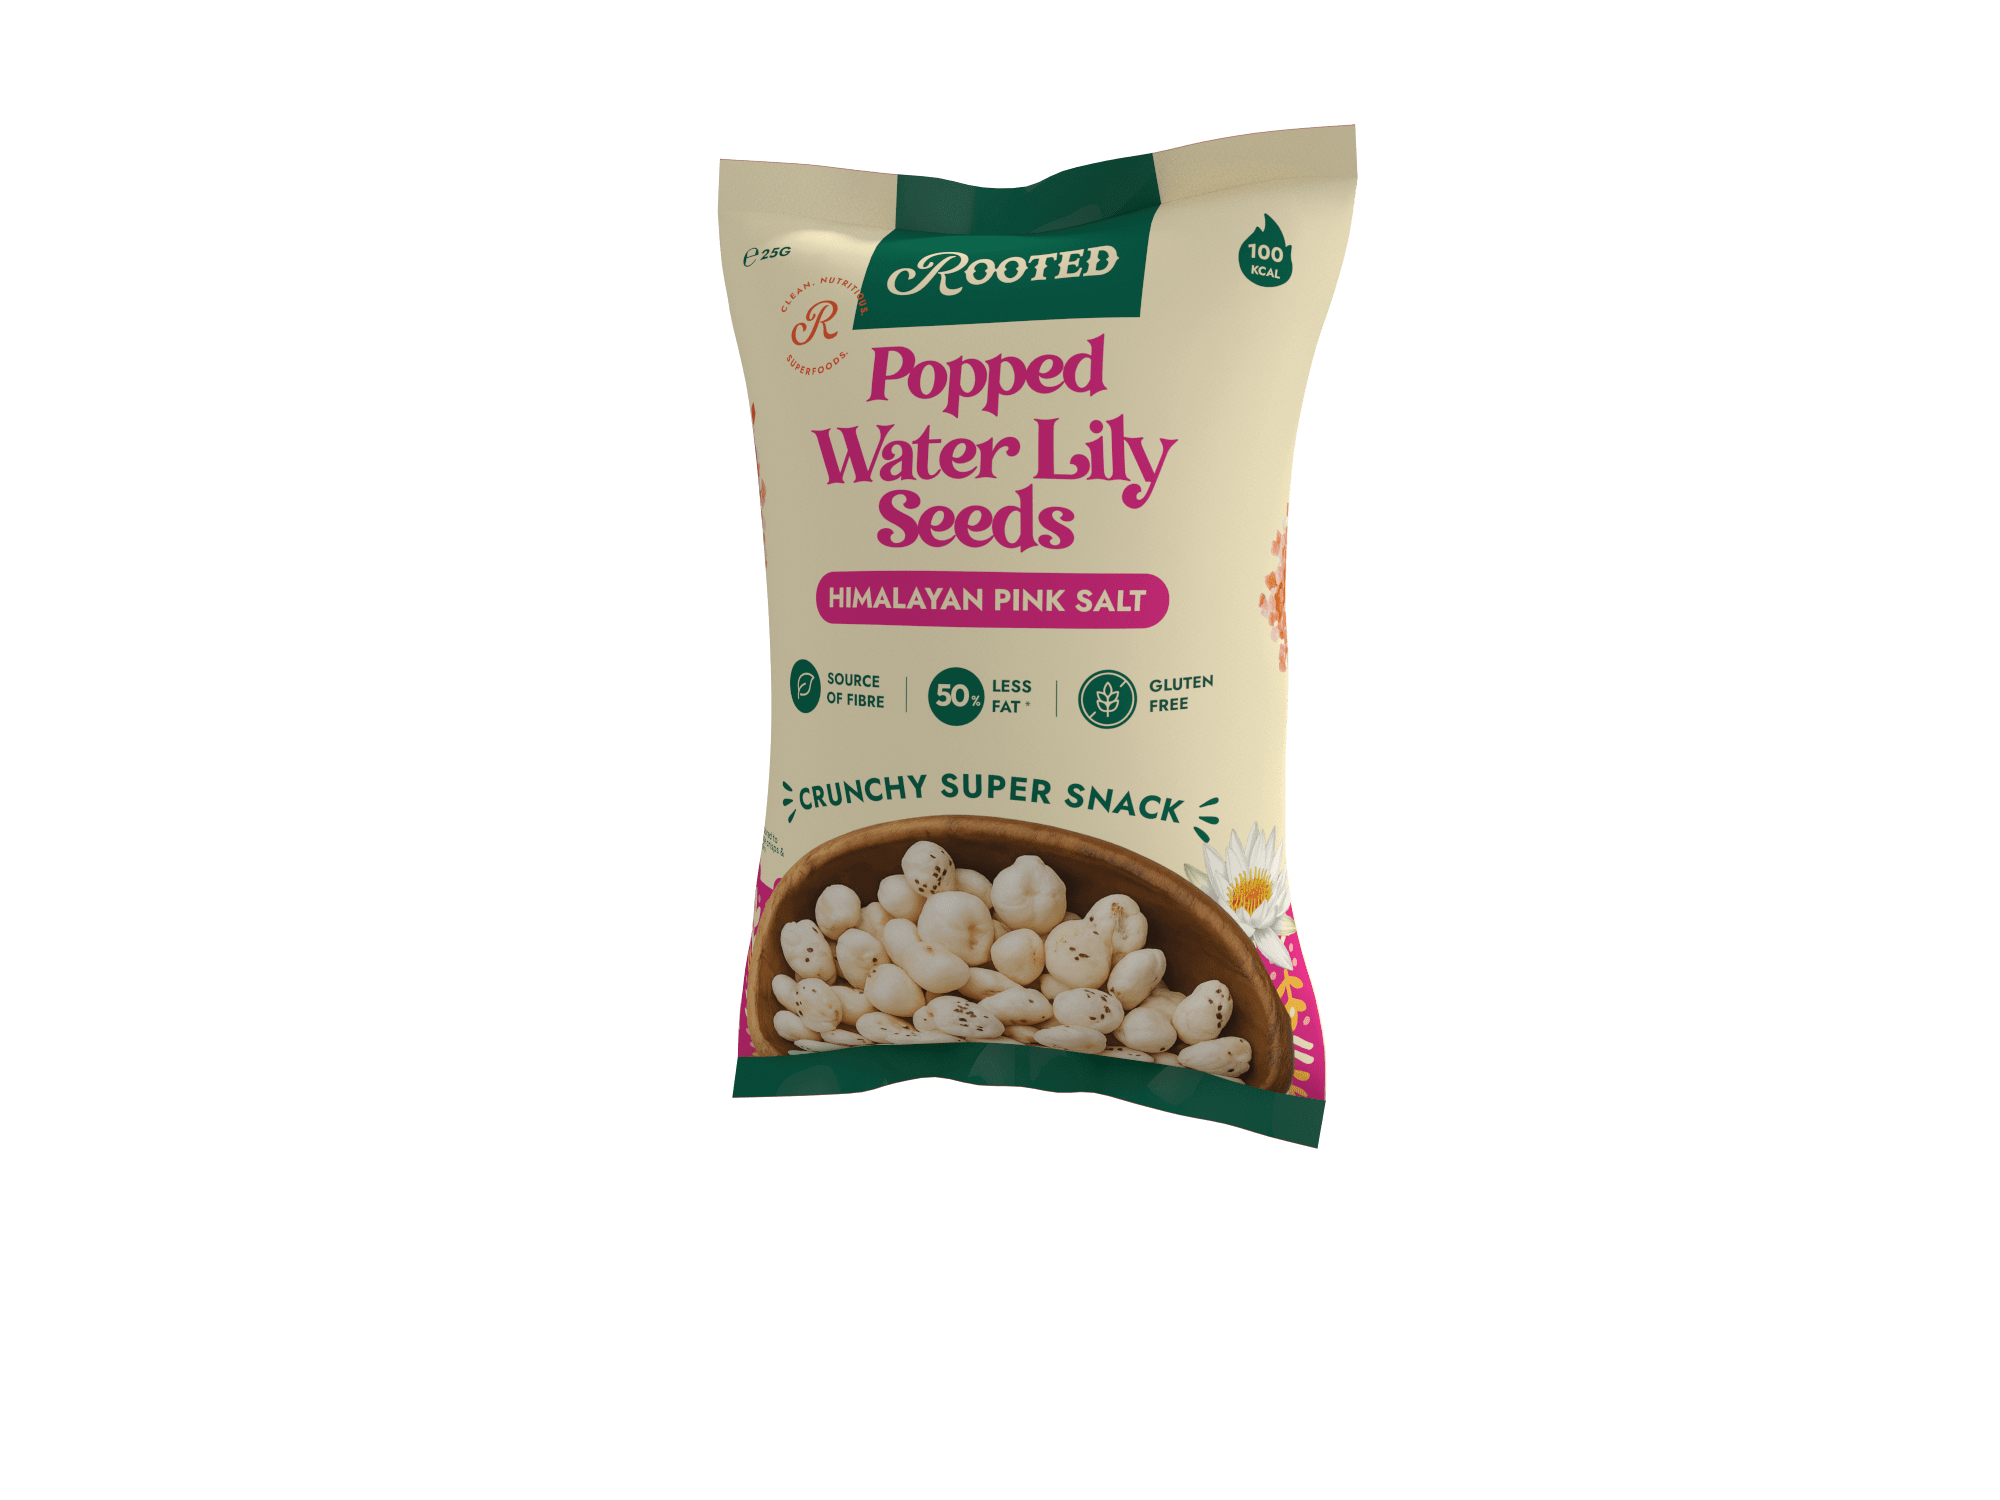 ℮25G
ROOTED
100
KCAL
CLEAN. NUTRITIOUS.
R
SUPERFOODS.
Popped
Water Lily
Seeds
HIMALAYAN PINK SALT
SOURCE
OF FIBRE
50%
LESS
FAT *
GLUTEN
FREE
CRUNCHY SUPER SNACK